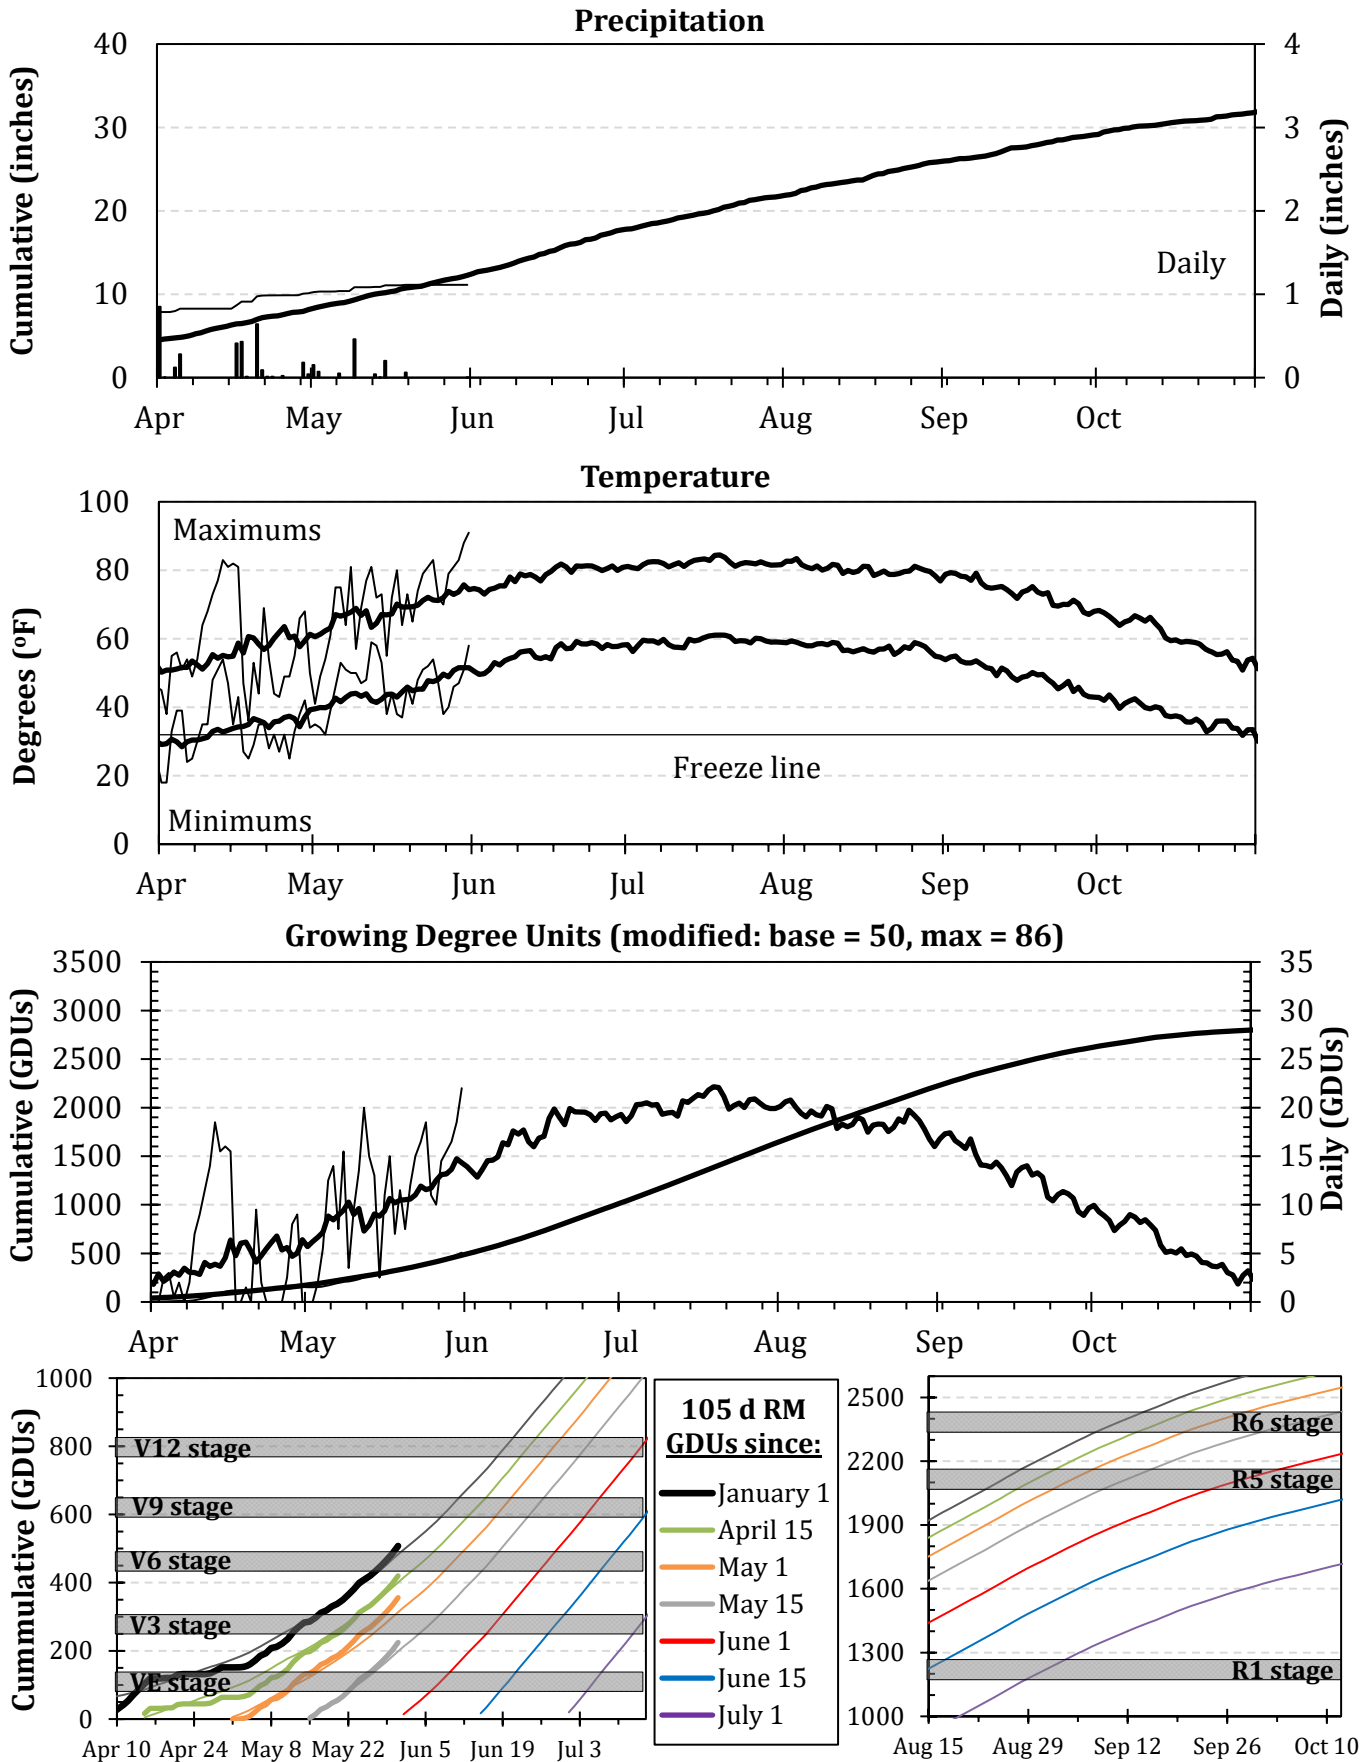 Precipitation
Cumulative (inches)
40
30
20
10
0
4
3
2
1
0
Daily (inches)
Daily
Apr May Jun Jul Aug Sep Oct
Temperature
Degrees (ºF)
100
80
60
40
20
0
Maximums
Freeze line
Minimums
Apr May Jun Jul Aug Sep Oct
Growing Degree Units (modified: base = 50, max = 86)
Cumulative (GDUs)
3500
3000
2500
2000
1500
1000
500
0
35
30
25
20
15
10
5
0
Daily (GDUs)
Apr May Jun Jul Aug Sep Oct
Cummulative (GDUs)
1000
800
600
400
200
0
V12 stage
V9 stage
V6 stage
V3 stage
VE stage
Apr 10 Apr 24 May 8 May 22 Jun 5 Jun 19 Jul 3
105 d RM
GDUs since:
January 1
April 15
May 1
May 15
June 1
June 15
July 1
2500
2200
1900
1600
1300
1000
R6 stage
R5 stage
R1 stage
Aug 15 Aug 29 Sep 12 Sep 26 Oct 10